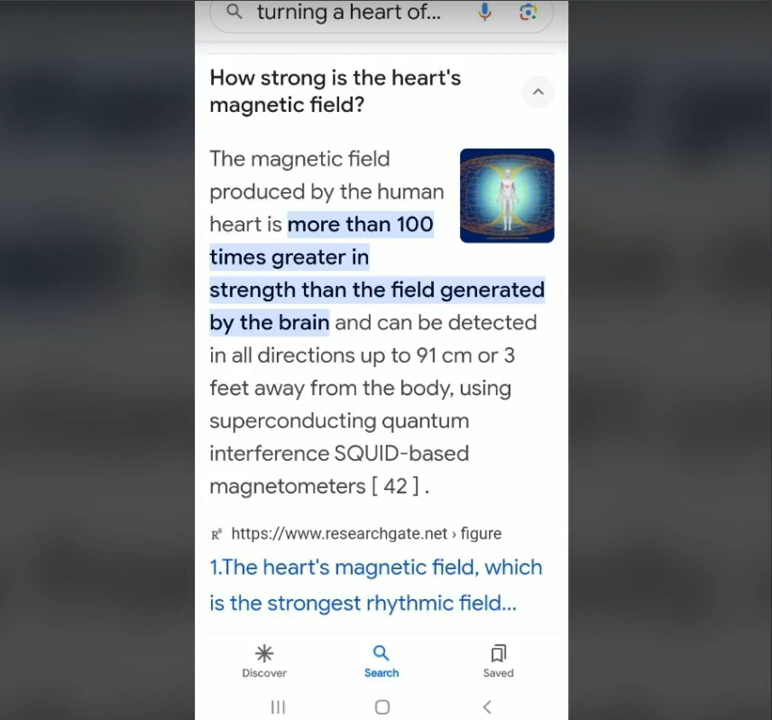 turning a heart of...
How strong is the heart's
magnetic field?
The magnetic field
produced by the human
heart is more than 100
times greater in
strength than the field generated
by the brain and can be detected
in all directions up to 91 cm or 3
feet away from the body, using
superconducting quantum
interference SQUID-based
magnetometers [ 42 ] .
https://www.researchgate.net › figure
1.The heart's magnetic field, which
is the strongest rhythmic field...
Discover
Search
Saved